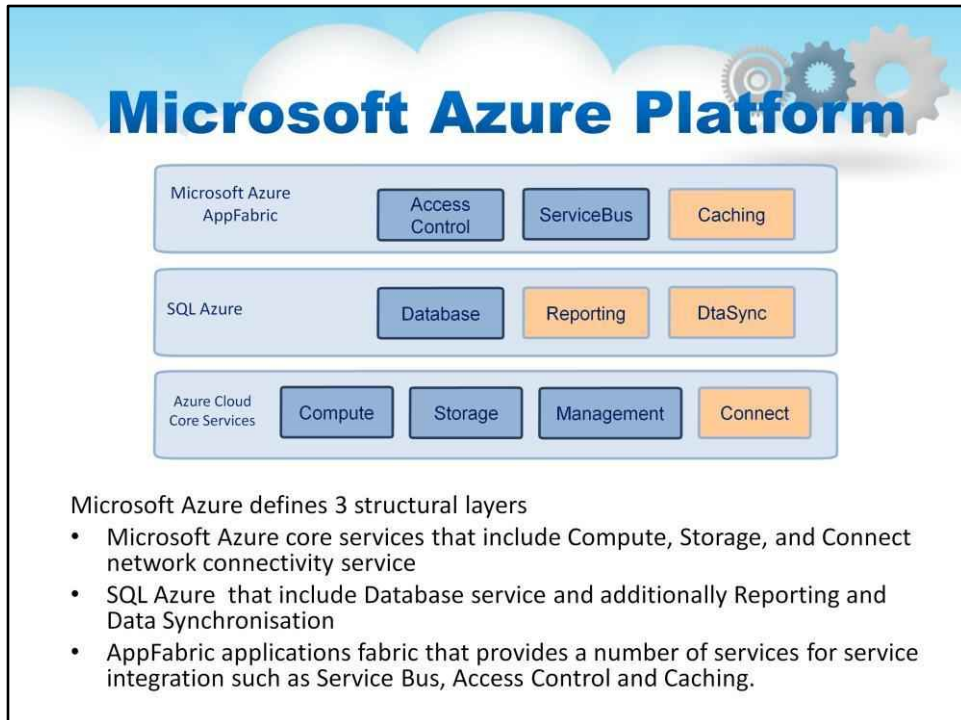 Microsoft Azure Platform
Microsoft Azure
AppFabric
Access
Control
ServiceBus
Caching
SQL Azure
Database
Reporting
DtaSync
Azure Cloud
Core Services
Compute
Storage
Management
Connect
Microsoft Azure defines 3 structural layers
• Microsoft Azure core services that include Compute, Storage, and Connect
network connectivity service
• SQL Azure  that include Database service and additionally Reporting and
Data Synchronisation
• AppFabric applications fabric that provides a number of services for service
integration such as Service Bus, Access Control and Caching.